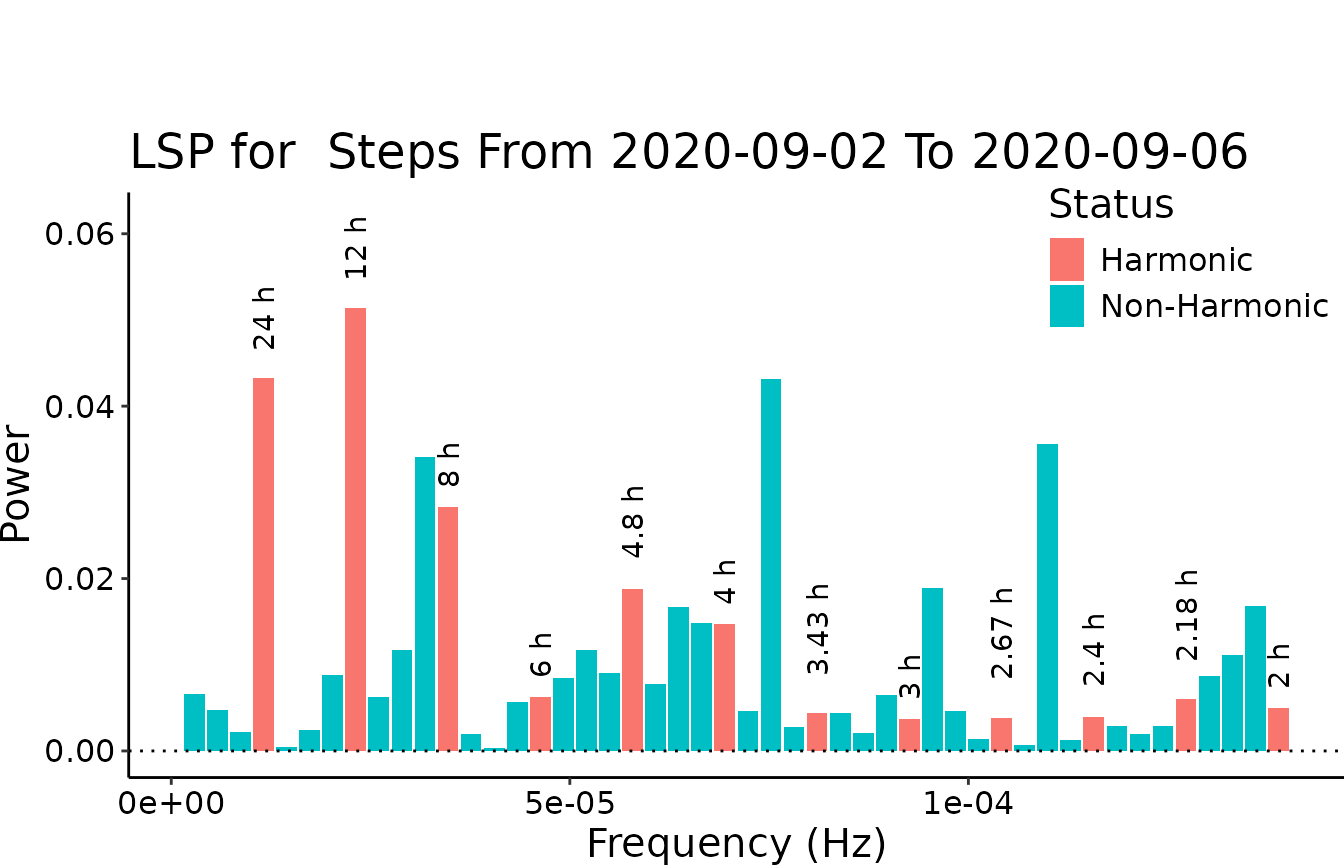 LSP for  Steps From 2020-09-02 To 2020-09-06
Status
Harmonic
Non-Harmonic
Power
0.06
0.04
0.02
0.00
24 h
12 h
8 h
6 h
4.8 h
4 h
3.43 h
3 h
2.67 h
2.4 h
2.18 h
2 h
0e+00
5e-05
1e-04
Frequency (Hz)